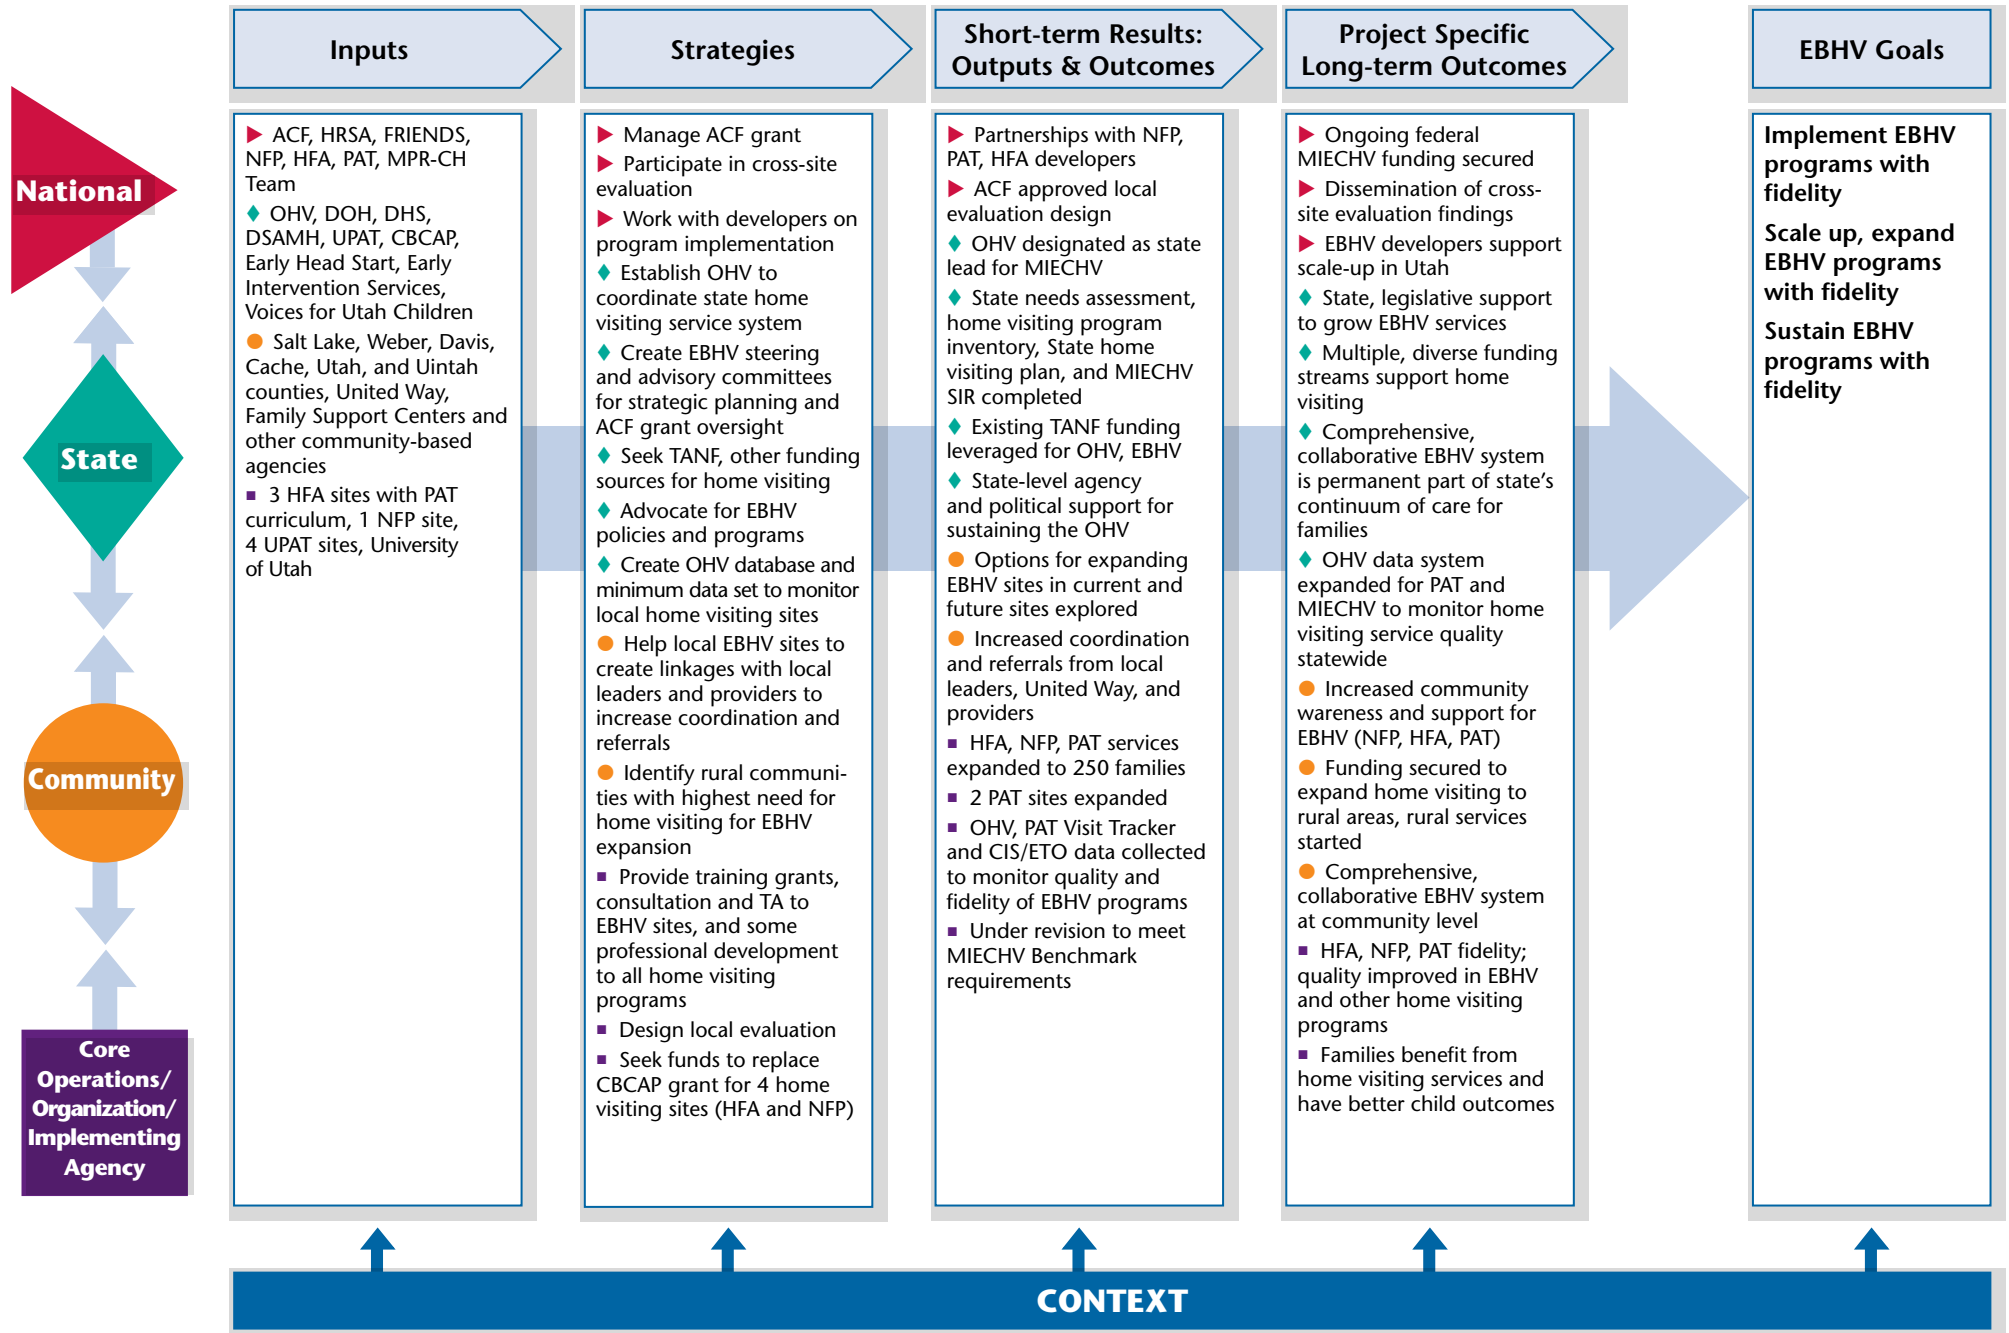 Inputs
Strategies
Short-term Results:
Outputs & Outcomes
Project Specific
Long-term Outcomes
EBHV Goals
National
State
Community
Core
Operations/
Organization/
Implementing
Agency
ACF, HRSA, FRIENDS,
NFP, HFA, PAT, MPR-CH
Team
OHV, DOH, DHS,
DSAMH, UPAT, CBCAP,
Early Head Start, Early
Intervention Services,
Voices for Utah Children
Salt Lake, Weber, Davis,
Cache, Utah, and Uintah
counties, United Way,
Family Support Centers and
other community-based
agencies
3 HFA sites with PAT
curriculum, 1 NFP site,
4 UPAT sites, University
of Utah
Manage ACF grant
Participate in cross-site
evaluation
Work with developers on
program implementation
Establish OHV to
coordinate state home
visiting service system
Create EBHV steering
and advisory committees
for strategic planning and
ACF grant oversight
Seek TANF, other funding
sources for home visiting
Advocate for EBHV
policies and programs
Create OHV database and
minimum data set to monitor
local home visiting sites
Help local EBHV sites to
create linkages with local
leaders and providers to
increase coordination and
referrals
Identify rural communi-
ties with highest need for
home visiting for EBHV
expansion
Provide training grants,
consultation and TA to
EBHV sites, and some
professional development
to all home visiting
programs
Design local evaluation
Seek funds to replace
CBCAP grant for 4 home
visiting sites (HFA and NFP)
Partnerships with NFP,
PAT, HFA developers
ACF approved local
evaluation design
OHV designated as state
lead for MIECHV
State needs assessment,
home visiting program
inventory, State home
visiting plan, and MIECHV
SIR completed
Existing TANF funding
leveraged for OHV, EBHV
State-level agency
and political support for
sustaining the OHV
Options for expanding
EBHV sites in current and
future sites explored
Increased coordination
and referrals from local
leaders, United Way, and
providers
HFA, NFP, PAT services
expanded to 250 families
2 PAT sites expanded
OHV, PAT Visit Tracker
and CIS/ETO data collected
to monitor quality and
fidelity of EBHV programs
Under revision to meet
MIECHV Benchmark
requirements
Ongoing federal
MIECHV funding secured
Dissemination of cross-
site evaluation findings
EBHV developers support
scale-up in Utah
State, legislative support
to grow EBHV services
Multiple, diverse funding
streams support home
visiting
Comprehensive,
collaborative EBHV system
is permanent part of state's
continuum of care for
families
OHV data system
expanded for PAT and
MIECHV to monitor home
visiting service quality
statewide
Increased community
wareness and support for
EBHV (NFP, HFA, PAT)
Funding secured to
expand home visiting to
rural areas, rural services
started
Comprehensive,
collaborative EBHV system
at community level
HFA, NFP, PAT fidelity;
quality improved in EBHV
and other home visiting
programs
Families benefit from
home visiting services and
have better child outcomes
Implement EBHV
programs with
fidelity
Scale up, expand
EBHV programs
with fidelity
Sustain EBHV
programs with
fidelity
CONTEXT